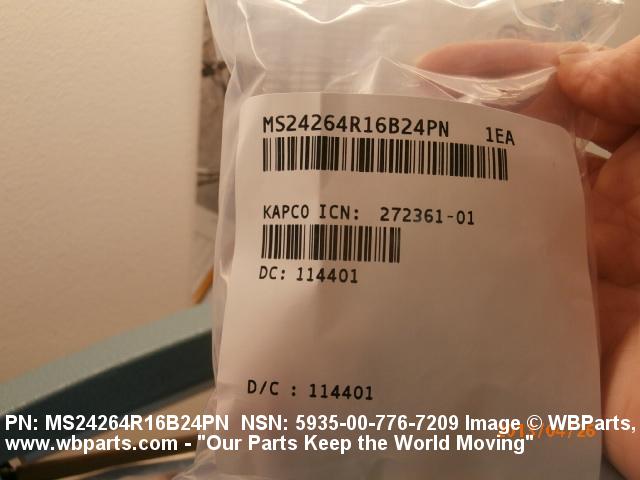 MS24264R16B24PN 1EA
KAPCO ICN: 272361-01
DC: 114401
D/C : 114401
PN: MS24264R16B24PN NSN: 5935-00-776-7209 Image © WBParts,
www.wbparts.com - "Our Parts Keep the World Moving"